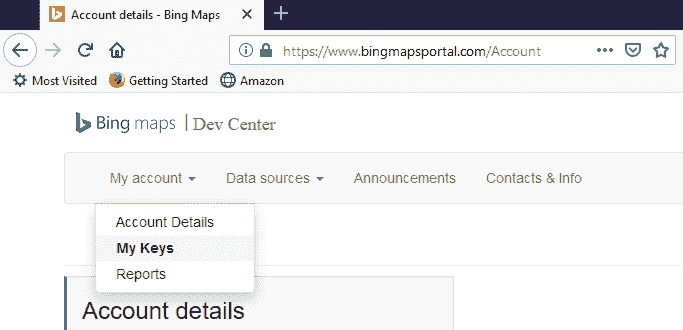 Account details - Bing Maps
https://www.bingmapsportal.com/Account
Most Visited Getting Started Amazon
Bing maps | Dev Center
My account Data sources Announcements Contacts & Info
Account Details
My Keys
Reports
Account details